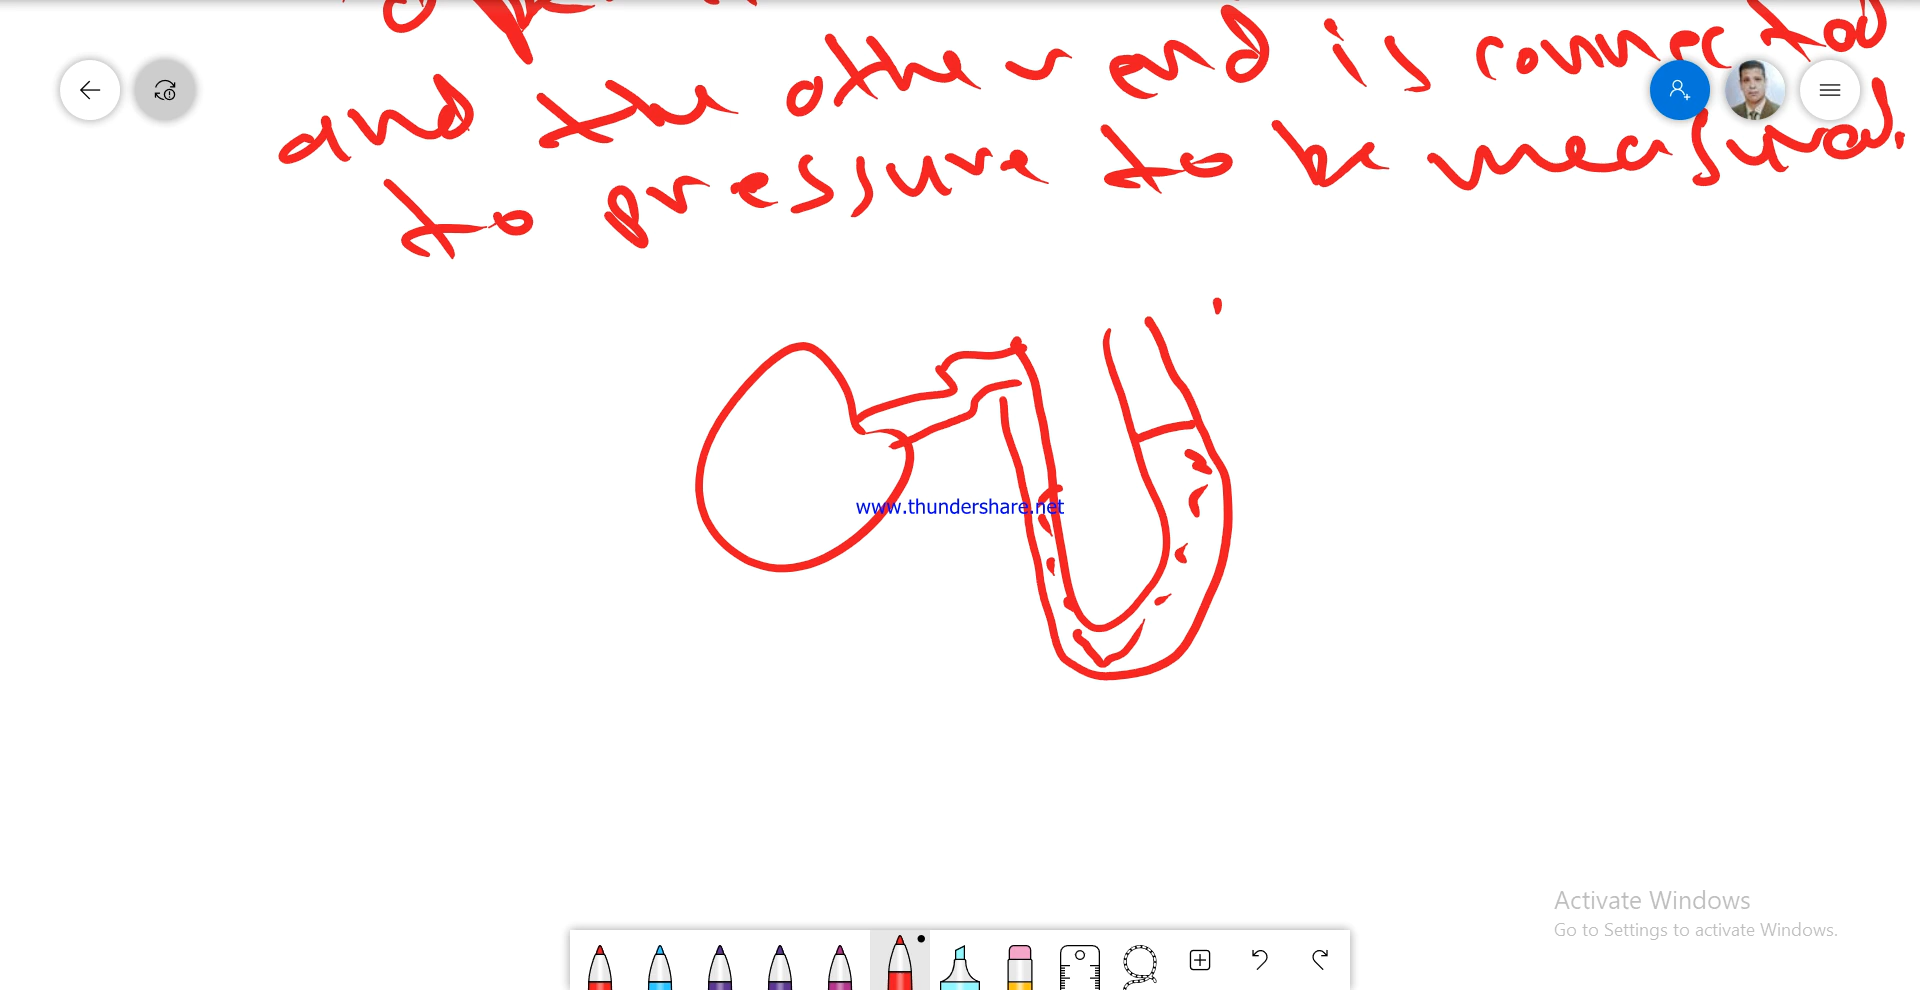 and the other end is connected
to pressure to be measured.
www.thundershare.net
Activate Windows
Go to Settings to activate Windows.